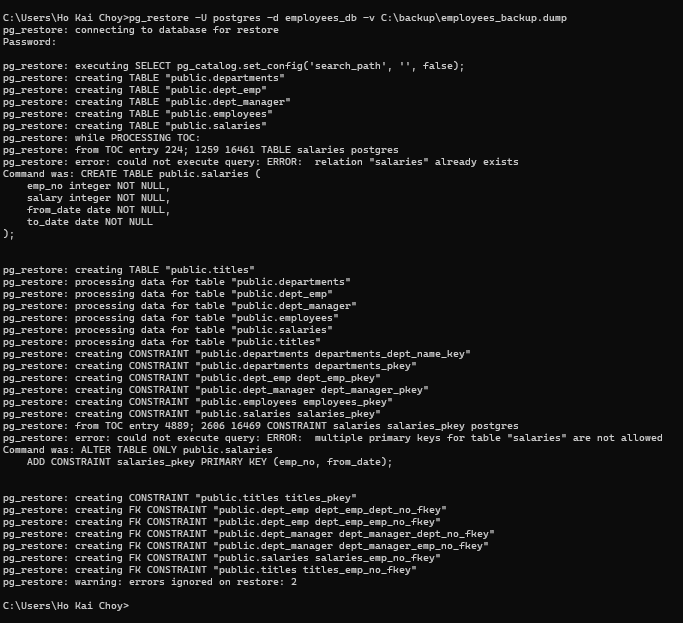 C:\Users\Ho Kai Choy>pg_restore -U postgres -d employees_db -v C:\backup\employees_backup.dump
pg_restore: connecting to database for restore
Password:
pg_restore: executing SELECT pg_catalog.set_config('search_path', '', false);
pg_restore: creating TABLE "public.departments"
pg_restore: creating TABLE "public.dept_emp"
pg_restore: creating TABLE "public.dept_manager"
pg_restore: creating TABLE "public.employees"
pg_restore: creating TABLE "public.salaries"
pg_restore: while PROCESSING TOC:
pg_restore: from TOC entry 224; 1259 16461 TABLE salaries postgres
pg_restore: error: could not execute query: ERROR:  relation "salaries" already exists
Command was: CREATE TABLE public.salaries (
    emp_no integer NOT NULL,
    salary integer NOT NULL,
    from_date date NOT NULL,
    to_date date NOT NULL
);
pg_restore: creating TABLE "public.titles"
pg_restore: processing data for table "public.departments"
pg_restore: processing data for table "public.dept_emp"
pg_restore: processing data for table "public.dept_manager"
pg_restore: processing data for table "public.employees"
pg_restore: processing data for table "public.salaries"
pg_restore: processing data for table "public.titles"
pg_restore: creating CONSTRAINT "public.departments departments_dept_name_key"
pg_restore: creating CONSTRAINT "public.departments departments_pkey"
pg_restore: creating CONSTRAINT "public.dept_emp dept_emp_pkey"
pg_restore: creating CONSTRAINT "public.dept_manager dept_manager_pkey"
pg_restore: creating CONSTRAINT "public.employees employees_pkey"
pg_restore: creating CONSTRAINT "public.salaries salaries_pkey"
pg_restore: from TOC entry 4889; 2606 16469 CONSTRAINT salaries salaries_pkey postgres
pg_restore: error: could not execute query: ERROR:  multiple primary keys for table "salaries" are not allowed
Command was: ALTER TABLE ONLY public.salaries
    ADD CONSTRAINT salaries_pkey PRIMARY KEY (emp_no, from_date);
pg_restore: creating CONSTRAINT "public.titles titles_pkey"
pg_restore: creating FK CONSTRAINT "public.dept_emp dept_emp_dept_no_fkey"
pg_restore: creating FK CONSTRAINT "public.dept_emp dept_emp_emp_no_fkey"
pg_restore: creating FK CONSTRAINT "public.dept_manager dept_manager_dept_no_fkey"
pg_restore: creating FK CONSTRAINT "public.dept_manager dept_manager_emp_no_fkey"
pg_restore: creating FK CONSTRAINT "public.salaries salaries_emp_no_fkey"
pg_restore: creating FK CONSTRAINT "public.titles titles_emp_no_fkey"
pg_restore: warning: errors ignored on restore: 2
C:\Users\Ho Kai Choy>